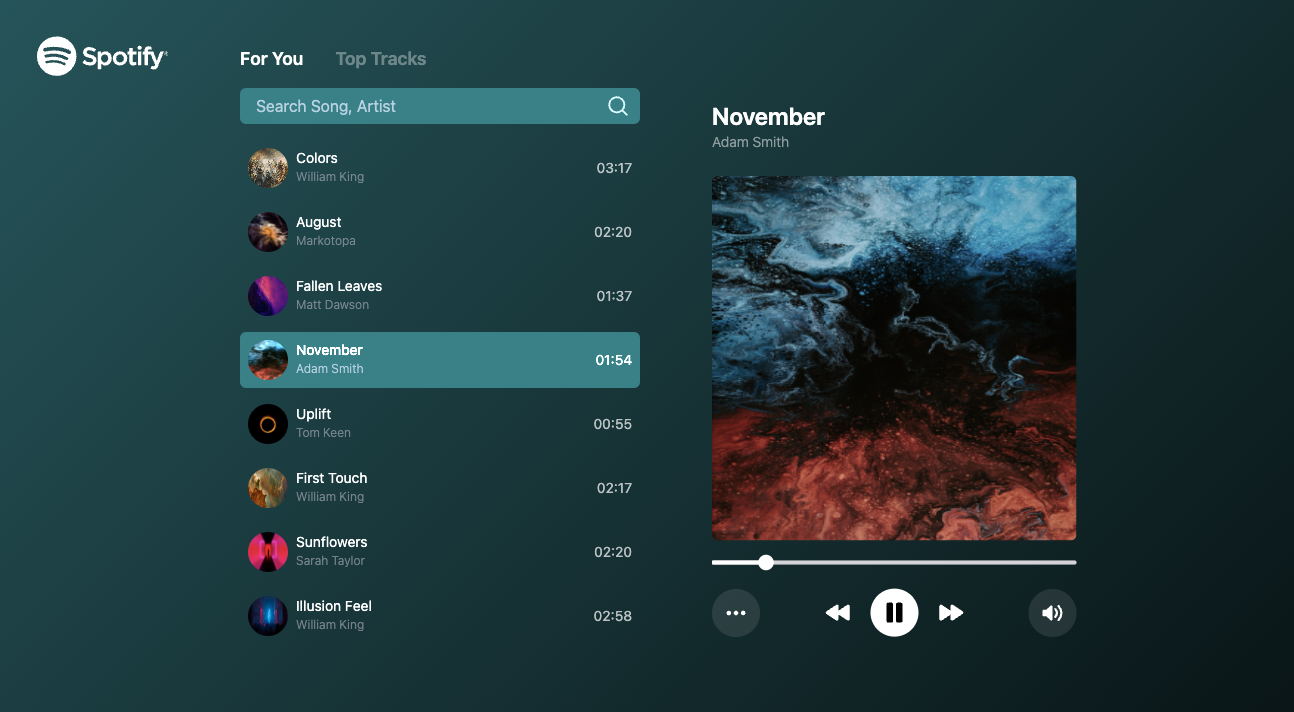 Spotify
For You
Top Tracks
Search Song, Artist
Colors
William King
03:17
August
Markotopa
02:20
Fallen Leaves
Matt Dawson
01:37
November
Adam Smith
01:54
Uplift
Tom Keen
00:55
First Touch
William King
02:17
Sunflowers
Sarah Taylor
02:20
Illusion Feel
William King
02:58
November
Adam Smith